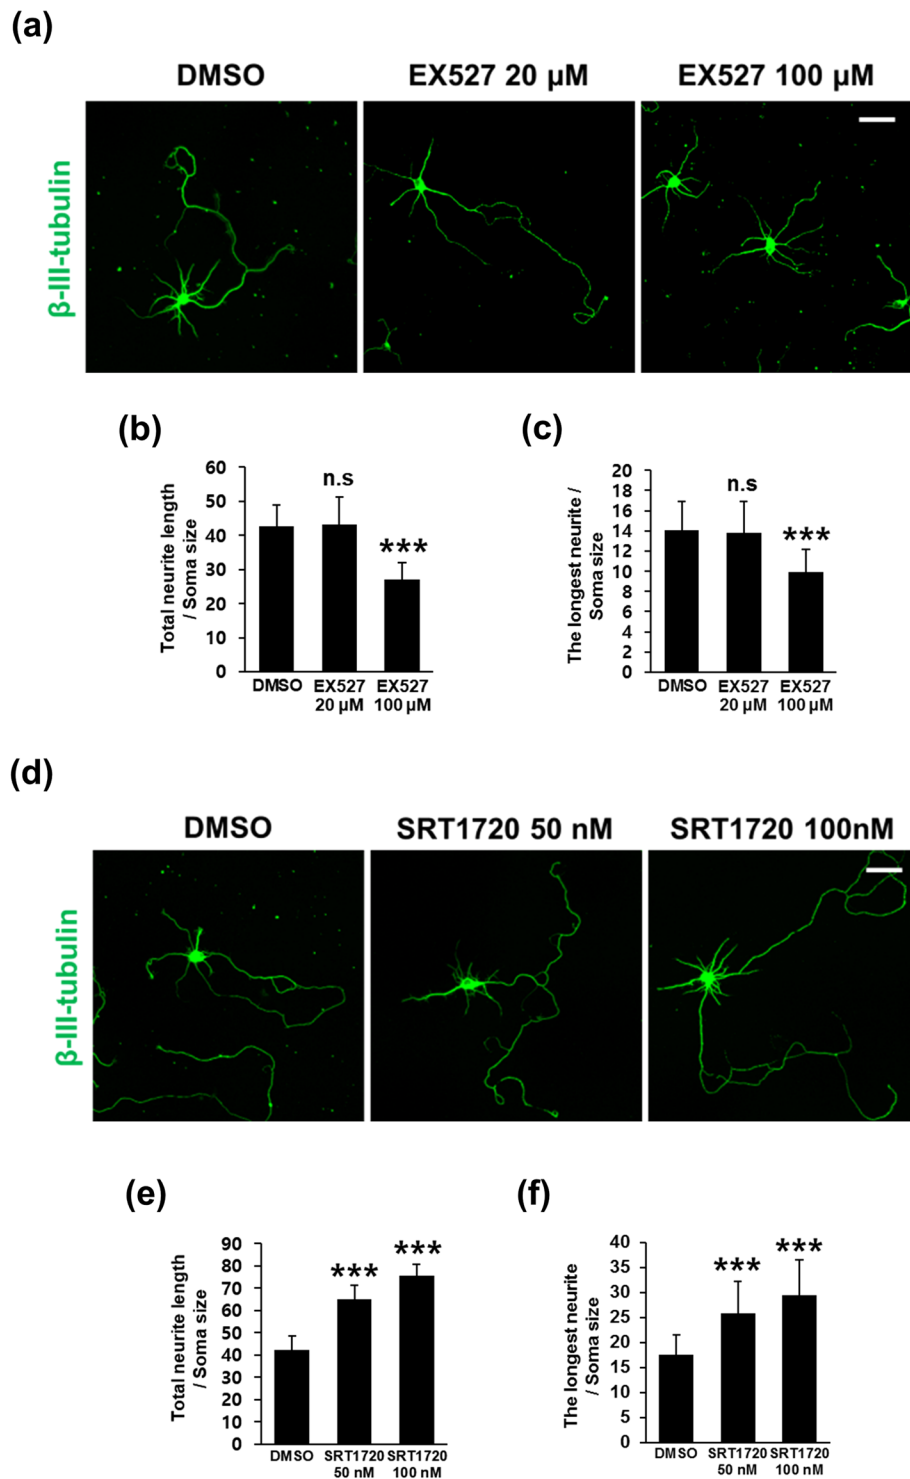 (a)
DMSO EX527 20 µM EX527 100 µM
β-III-tubulin
(b)
Total neurite length
/ Soma size
60
50
40
30
20
10
0
n.s
***
DMSO EX527 EX527
20 µM 100 µM
(c)
The longest neurite /
Soma size
20
18
16
14
12
10
8
6
4
2
0
n.s
***
DMSO EX527 EX527
20 µM 100 µM
(d)
DMSO SRT1720 50 nM SRT1720 100nM
β-III-tubulin
(e)
Total neurite length
/ Soma size
90
80
70
60
50
40
30
20
10
0
***
***
DMSO SRT1720 SRT1720
50 nM 100 nM
(f)
The longest neurite
/ Soma size
40
35
30
25
20
15
10
5
0
***
***
DMSO SRT1720 SRT1720
50 nM 100 nM